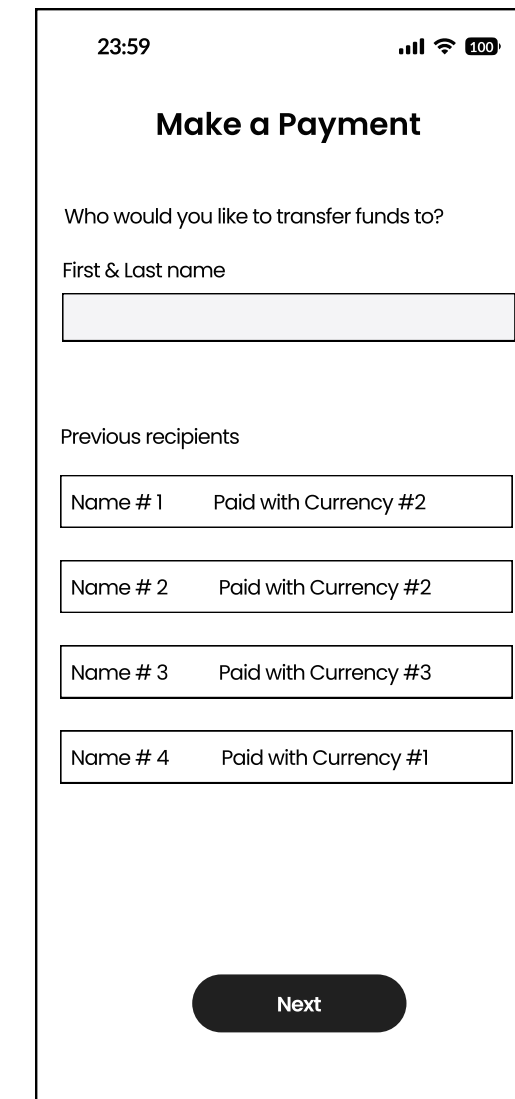 23:59 100
Make a Payment
Who would you like to transfer funds to?
First & Last name
Previous recipients
Name # 1 Paid with Currency #2
Name # 2 Paid with Currency #2
Name # 3 Paid with Currency #3
Name # 4 Paid with Currency #1
Next